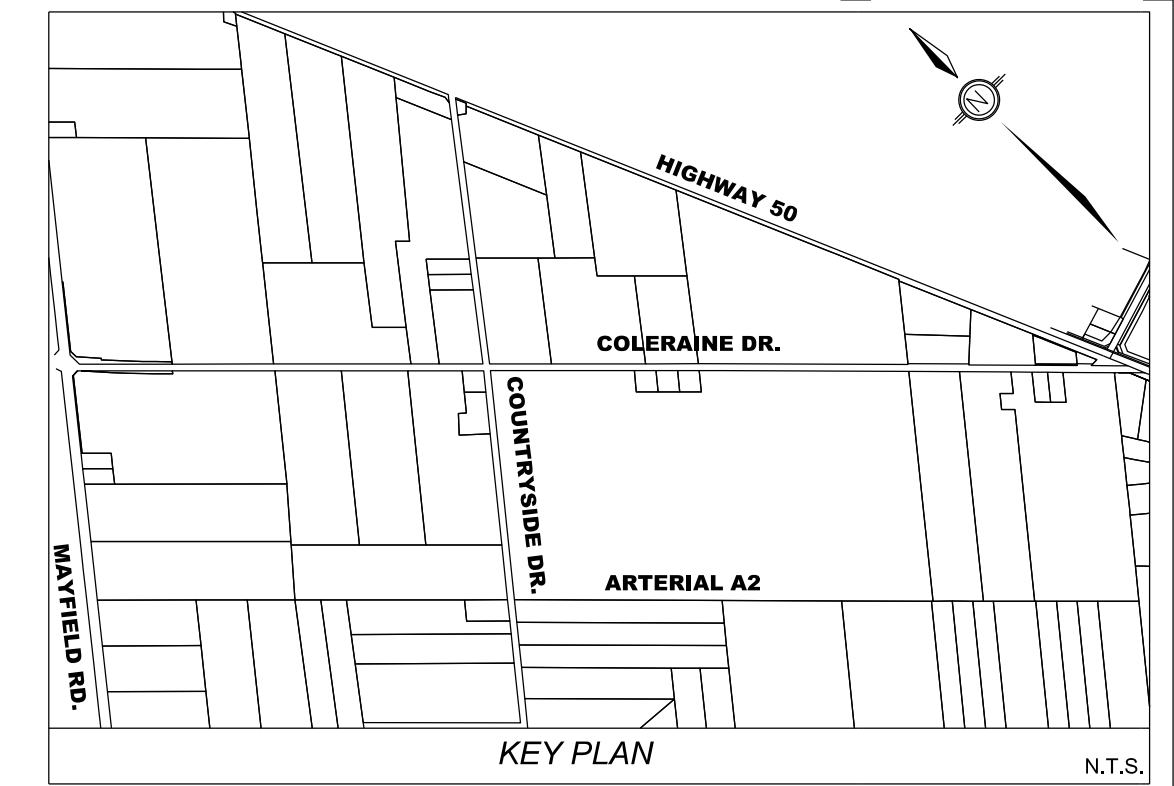 N
HIGHWAY 50
COLERAINE DR.
COUNTRYSIDE DR.
MAYFIELD RD.
ARTERIAL A2
KEY PLAN
N.T.S.